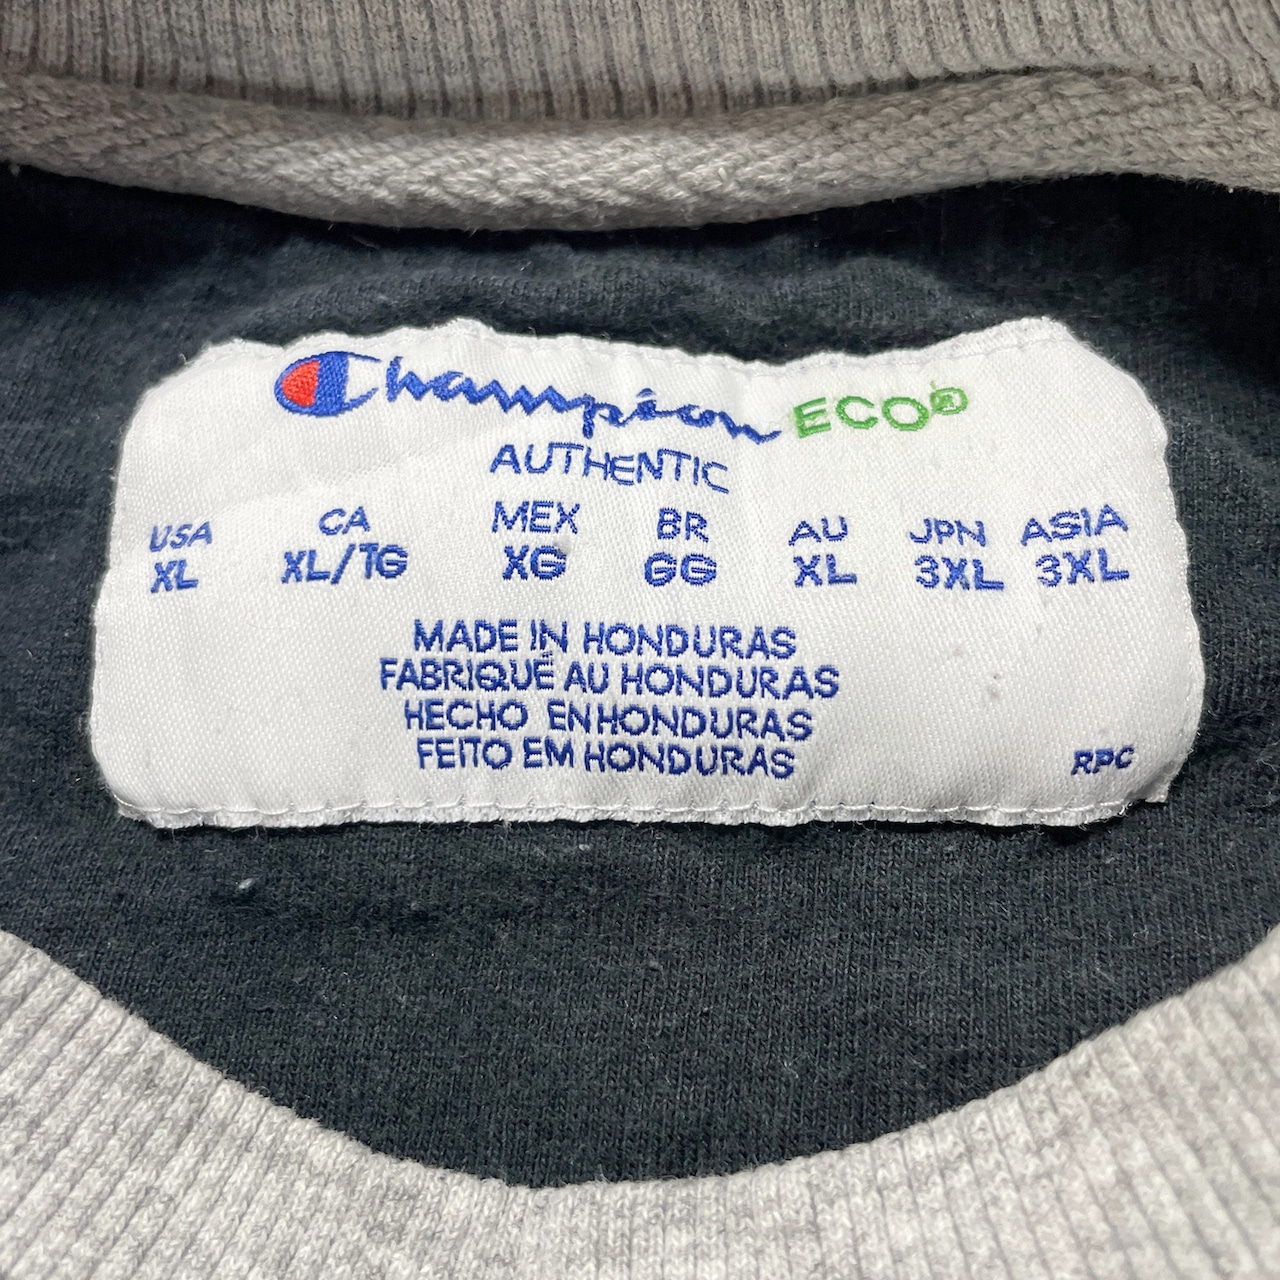 Champion ECO®
AUTHENTIC
USA CA MEX BR AU JPN ASIA
XL XL/TG XG GG XL 3XL 3XL
MADE IN HONDURAS
FABRIQUÉ AU HONDURAS
HECHO EN HONDURAS
FEITO EM HONDURAS
RPC